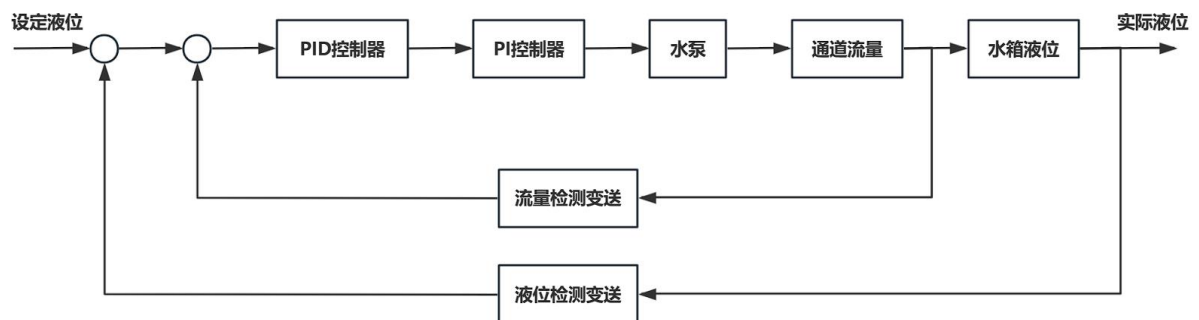 设定液位
实际液位
PID控制器
PI控制器
水泵
通道流量
水箱液位
流量检测变送
液位检测变送